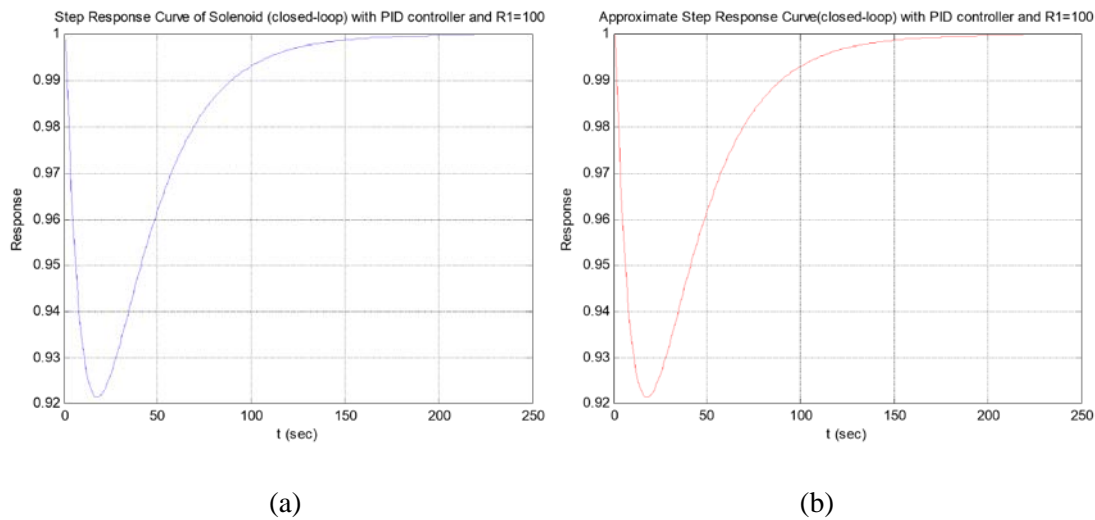 Step Response Curve of Solenoid (closed-loop) with PID controller and R1=100
1
0.99
0.98
0.97
0.96
0.95
0.94
0.93
0.92
Response
0 50 100 150 200 250
t (sec)
(a)
Approximate Step Response Curve(closed-loop) with PID controller and R1=100
1
0.99
0.98
0.97
0.96
0.95
0.94
0.93
0.92
Response
0 50 100 150 200 250
t (sec)
(b)